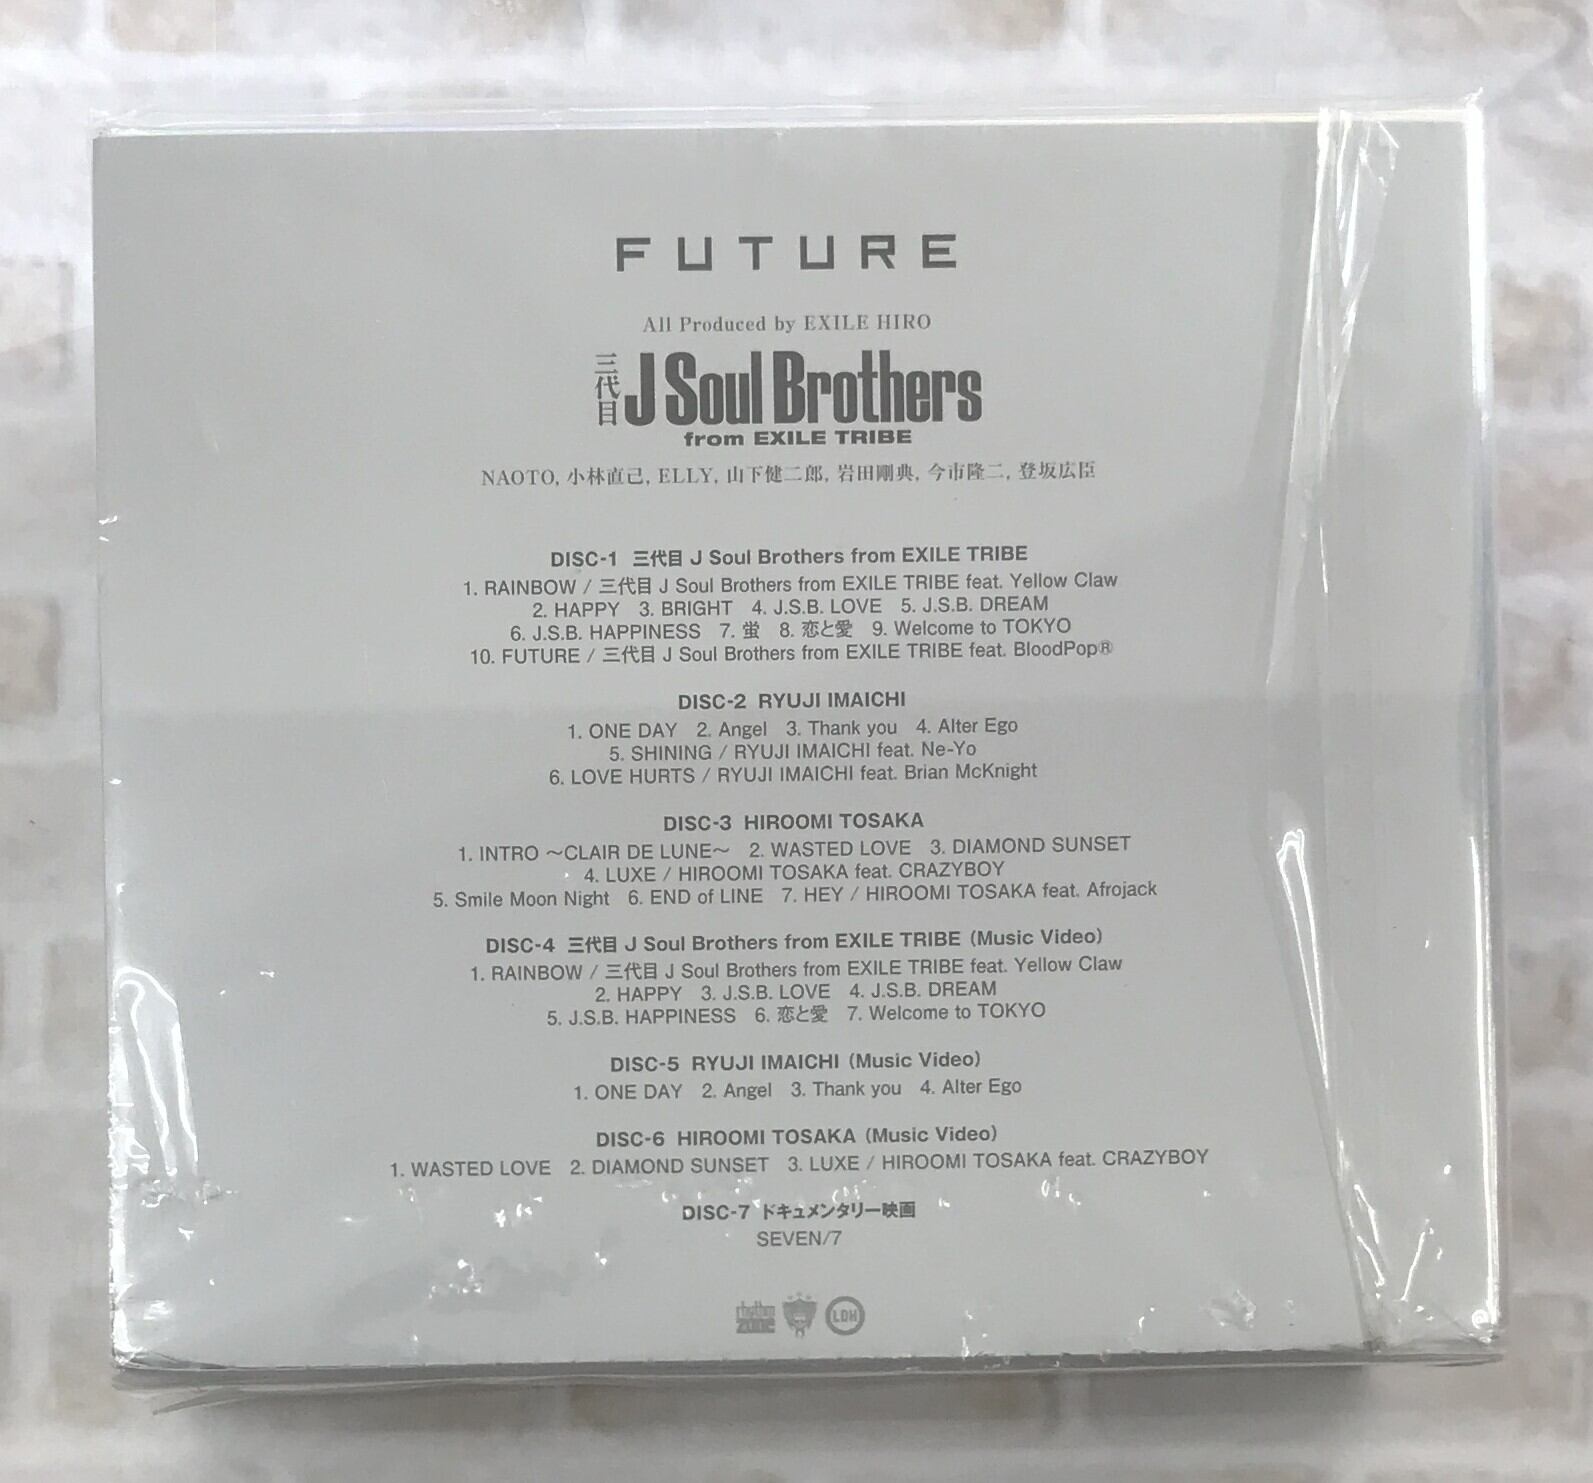 FUTURE
All Produced by EXILE HIRO
三代目 J Soul Brothers
from EXILE TRIBE
NAOTO, 小林直己, ELLY, 山下健二郎, 岩田剛典, 今市隆二, 登坂広臣
DISC-1 三代目 J Soul Brothers from EXILE TRIBE
1. RAINBOW / 三代目 J Soul Brothers from EXILE TRIBE feat. Yellow Claw
2. HAPPY 3. BRIGHT 4. J.S.B. LOVE 5. J.S.B. DREAM
6. J.S.B. HAPPINESS 7. 蛍 8. 恋と愛 9. Welcome to TOKYO
10. FUTURE / 三代目 J Soul Brothers from EXILE TRIBE feat. BloodPop®
DISC-2 RYUJI IMAICHI
1. ONE DAY 2. Angel 3. Thank you 4. Alter Ego
5. SHINING / RYUJI IMAICHI feat. Ne-Yo
6. LOVE HURTS / RYUJI IMAICHI feat. Brian McKnight
DISC-3 HIROOMI TOSAKA
1. INTRO ～CLAIR DE LUNE～ 2. WASTED LOVE 3. DIAMOND SUNSET
4. LUXE / HIROOMI TOSAKA feat. CRAZYBOY
5. Smile Moon Night 6. END of LINE 7. HEY / HIROOMI TOSAKA feat. Afrojack
DISC-4 三代目 J Soul Brothers from EXILE TRIBE (Music Video)
1. RAINBOW / 三代目 J Soul Brothers from EXILE TRIBE feat. Yellow Claw
2. HAPPY 3. J.S.B. LOVE 4. J.S.B. DREAM
5. J.S.B. HAPPINESS 6. 恋と愛 7. Welcome to TOKYO
DISC-5 RYUJI IMAICHI (Music Video)
1. ONE DAY 2. Angel 3. Thank you 4. Alter Ego
DISC-6 HIROOMI TOSAKA (Music Video)
1. WASTED LOVE 2. DIAMOND SUNSET 3. LUXE / HIROOMI TOSAKA feat. CRAZYBOY
DISC-7 ドキュメンタリー映画
SEVEN/7
rhythm zone LDH